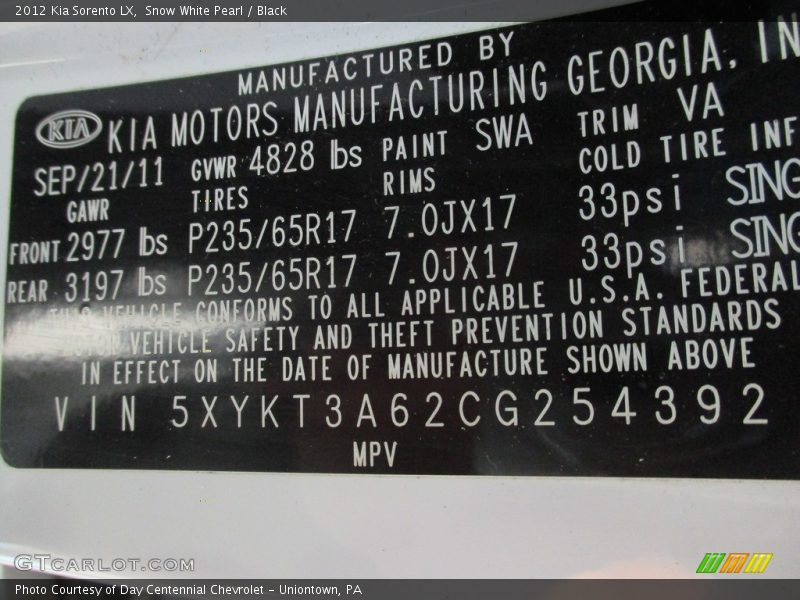 2012 Kia Sorento LX, Snow White Pearl / Black
MANUFACTURED BY
KIA KIA MOTORS MANUFACTURING GEORGIA, IN
SEP/21/11 GVWR 4828 lbs PAINT SWA TRIM VA
GAWR TIRES RIMS COLD TIRE INF
FRONT 2977 lbs P235/65R17 7.0JX17 33psi SING
REAR 3197 lbs P235/65R17 7.0JX17 33psi SING
THIS VEHICLE CONFORMS TO ALL APPLICABLE U.S.A. FEDERAL
VEHICLE SAFETY AND THEFT PREVENTION STANDARDS
IN EFFECT ON THE DATE OF MANUFACTURE SHOWN ABOVE
VIN 5XYKT3A62CG254392
MPV
GTCARLOT.COM
Photo Courtesy of Day Centennial Chevrolet - Uniontown, PA